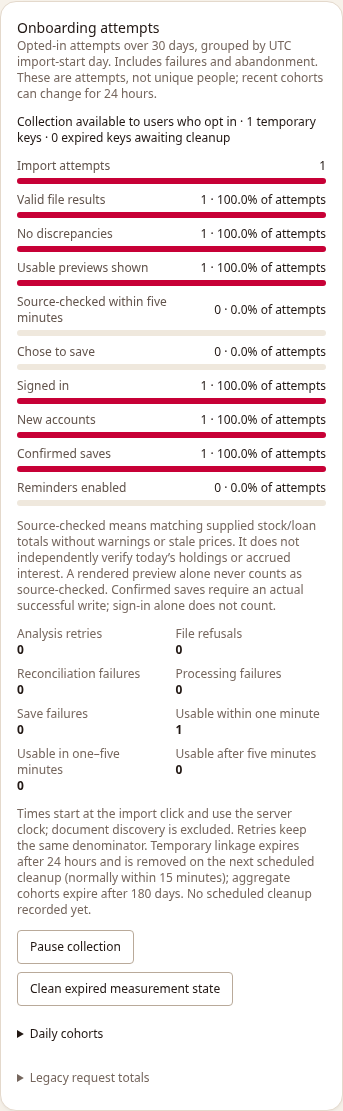 Onboarding attempts
Opted-in attempts over 30 days, grouped by UTC
import-start day. Includes failures and abandonment.
These are attempts, not unique people; recent cohorts
can change for 24 hours.
Collection available to users who opt in · 1 temporary
keys · 0 expired keys awaiting cleanup
Import attempts 1
Valid file results 1 · 100.0% of attempts
No discrepancies 1 · 100.0% of attempts
Usable previews shown 1 · 100.0% of attempts
Source-checked within five
minutes 0 · 0.0% of attempts
Chose to save 0 · 0.0% of attempts
Signed in 1 · 100.0% of attempts
New accounts 1 · 100.0% of attempts
Confirmed saves 1 · 100.0% of attempts
Reminders enabled 0 · 0.0% of attempts
Source-checked means matching supplied stock/loan
totals without warnings or stale prices. It does not
independently verify today's holdings or accrued
interest. A rendered preview alone never counts as
source-checked. Confirmed saves require an actual
successful write; sign-in alone does not count.
Analysis retries File refusals
0 0
Reconciliation failures Processing failures
0 0
Save failures Usable within one minute
0 1
Usable in one–five Usable after five minutes
minutes 0
0
Times start at the import click and use the server
clock; document discovery is excluded. Retries keep
the same denominator. Temporary linkage expires
after 24 hours and is removed on the next scheduled
cleanup (normally within 15 minutes); aggregate
cohorts expire after 180 days. No scheduled cleanup
recorded yet.
Pause collection
Clean expired measurement state
Daily cohorts
Legacy request totals